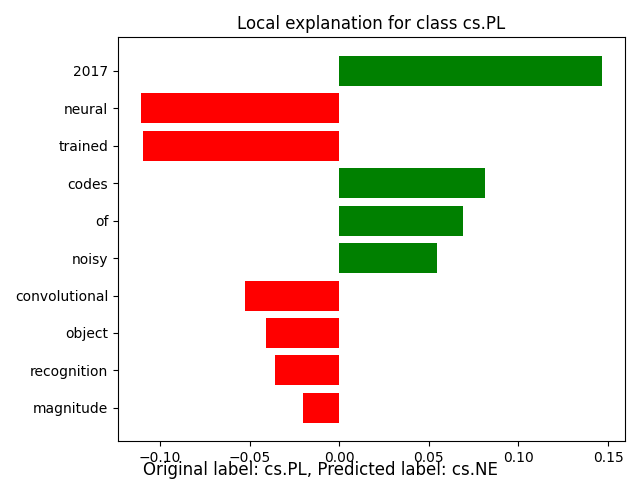 Local explanation for class cs.PL
2017
neural
trained
codes
of
noisy
convolutional
object
recognition
magnitude
−0.10 −0.05 0.00 0.05 0.10 0.15
Original label: cs.PL, Predicted label: cs.NE